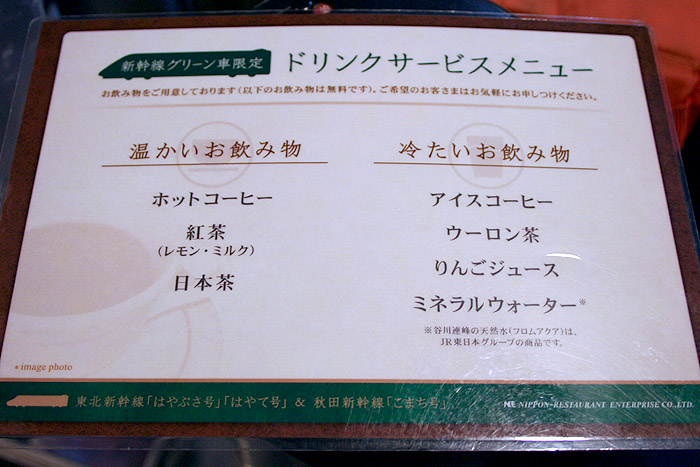 新幹線グリーン車限定 ドリンクサービスメニュー
お飲み物をご用意しております(以下のお飲み物は無料です)。ご希望のお客さまはお気軽にお申しつけください。
温かいお飲み物
ホットコーヒー
紅茶
(レモン・ミルク)
日本茶
冷たいお飲み物
アイスコーヒー
ウーロン茶
りんごジュース
ミネラルウォーター※
※谷川連峰の天然水(フロムアクア)は、
JR東日本グループの商品です。
*image photo
東北新幹線「はやぶさ号」「はやて号」 & 秋田新幹線「こまち号」
NRE NIPPON-RESTAURANT ENTERPRISE CO.,LTD.